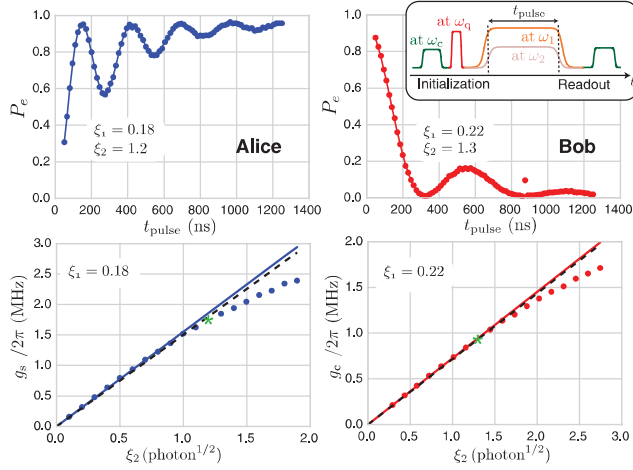 1.0
0.8
0.6
0.4
0.2
0.0
P_e
ξ₁ = 0.18
ξ₂ = 1.2
Alice
0 200 400 600 800 1000 1200 1400
t_pulse (ns)
1.0
0.8
0.6
0.4
0.2
0.0
P_e
ξ₁ = 0.22
ξ₂ = 1.3
Bob
0 200 400 600 800 1000 1200 1400
t_pulse (ns)
t_pulse
at ω_c
at ω_q
at ω₁
at ω₂
Initialization
Readout
t
3.0
2.5
2.0
1.5
1.0
0.5
0.0
g_s /2π (MHz)
ξ₁ = 0.18
0.0 0.5 1.0 1.5 2.0
ξ₂ (photon^1/2)
2.0
1.5
1.0
0.5
0.0
g_c /2π (MHz)
ξ₁ = 0.22
0.0 0.5 1.0 1.5 2.0 2.5 3.0
ξ₂ (photon^1/2)